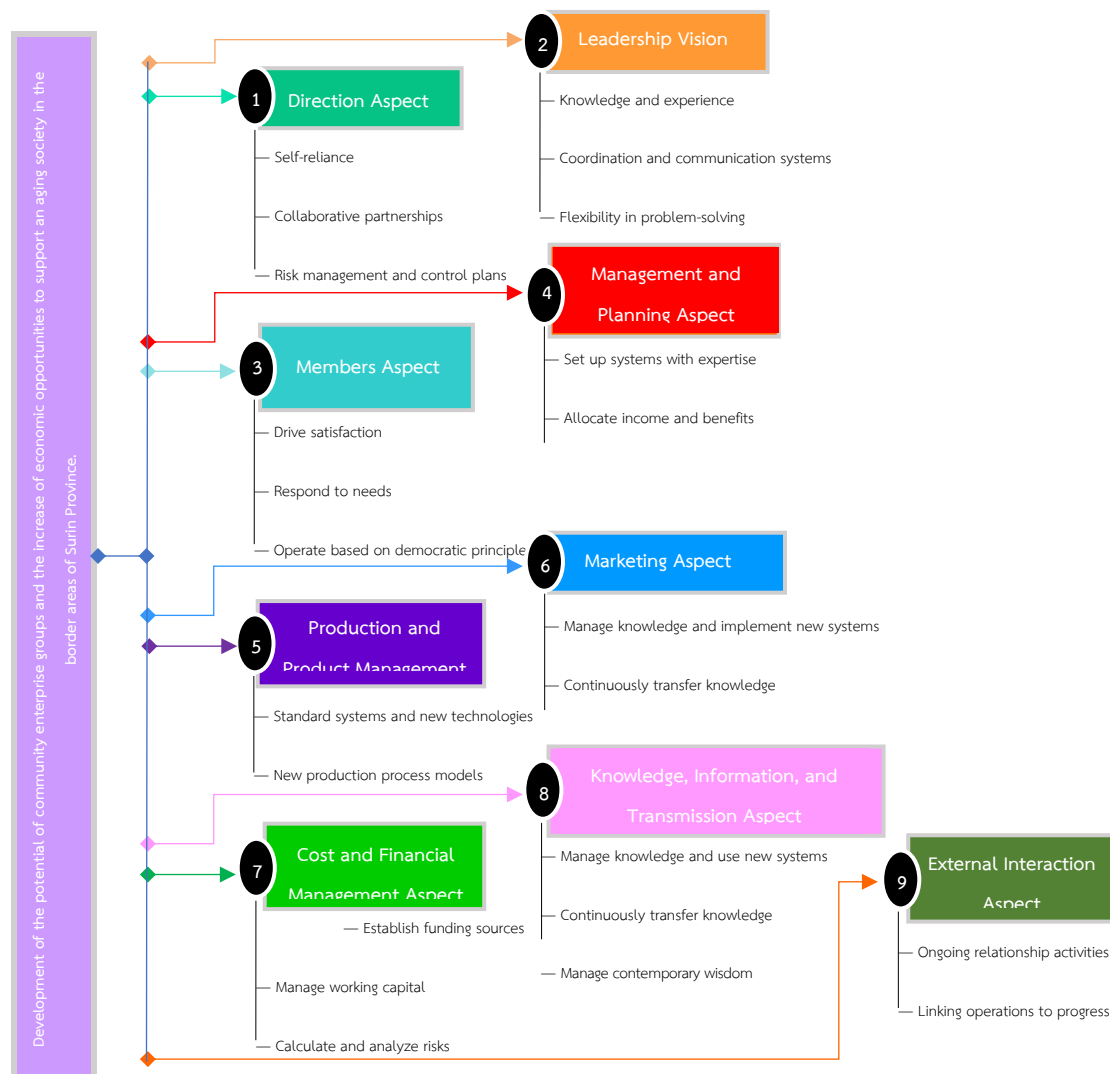 Development of the potential of community enterprise groups and the increase of economic opportunities to support an aging society in the
border areas of Surin Province.
1
Direction Aspect
Self-reliance
Collaborative partnerships
Risk management and control plans
2
Leadership Vision
Knowledge and experience
Coordination and communication systems
Flexibility in problem-solving
3
Members Aspect
Drive satisfaction
Respond to needs
Operate based on democratic principle
4
Management and
Planning Aspect
Set up systems with expertise
Allocate income and benefits
5
Production and
Product Management
Standard systems and new technologies
New production process models
6
Marketing Aspect
Manage knowledge and implement new systems
Continuously transfer knowledge
7
Cost and Financial
Management Aspect
Establish funding sources
Manage working capital
Calculate and analyze risks
8
Knowledge, Information, and
Transmission Aspect
Manage knowledge and use new systems
Continuously transfer knowledge
Manage contemporary wisdom
9
External Interaction
Aspect
Ongoing relationship activities
Linking operations to progress